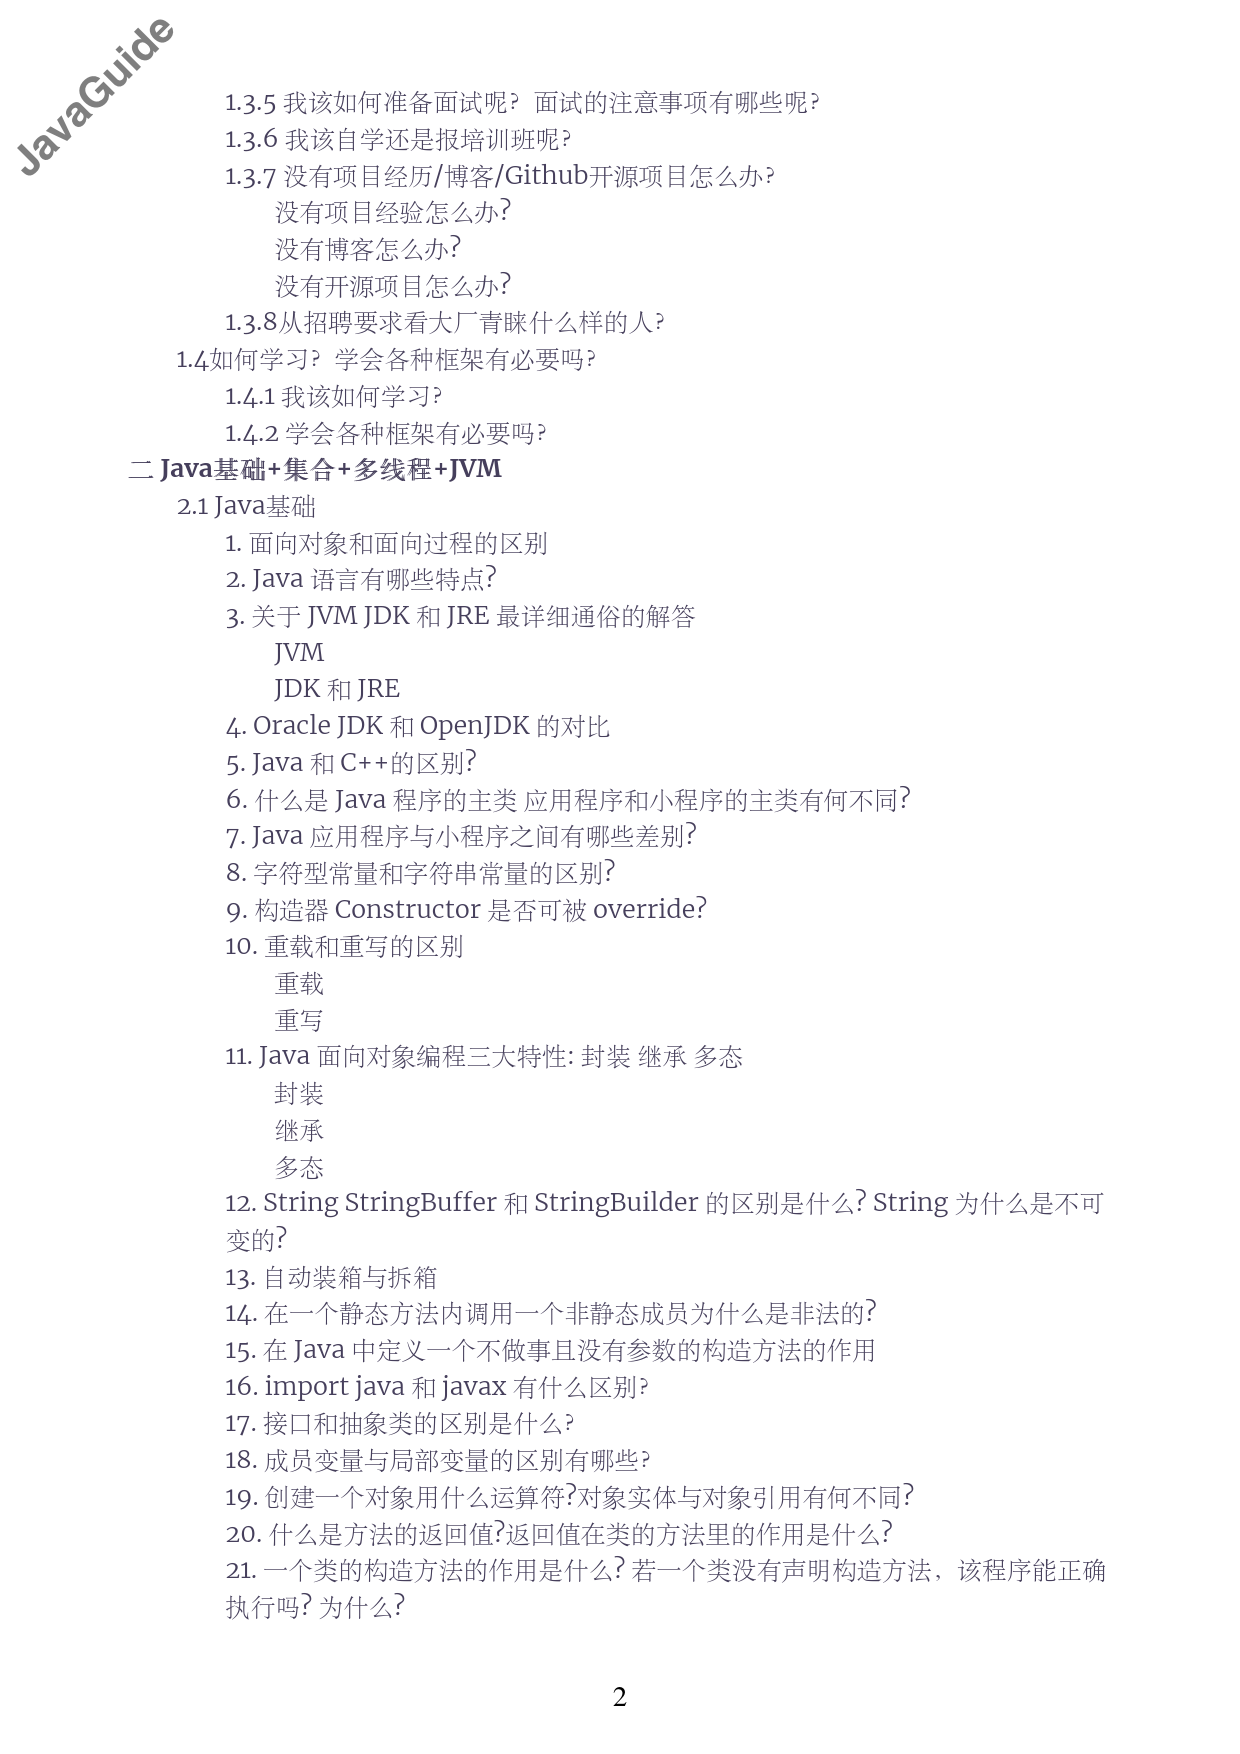 JavaGuide
1.3.5 我该如何准备面试呢？面试的注意事项有哪些呢？
1.3.6 我该自学还是报培训班呢？
1.3.7 没有项目经历/博客/Github开源项目怎么办？
没有项目经验怎么办?
没有博客怎么办?
没有开源项目怎么办?
1.3.8从招聘要求看大厂青睐什么样的人？
1.4如何学习？学会各种框架有必要吗？
1.4.1 我该如何学习？
1.4.2 学会各种框架有必要吗？
二 Java基础+集合+多线程+JVM
2.1 Java基础
1. 面向对象和面向过程的区别
2. Java 语言有哪些特点?
3. 关于 JVM JDK 和 JRE 最详细通俗的解答
JVM
JDK 和 JRE
4. Oracle JDK 和 OpenJDK 的对比
5. Java 和 C++的区别?
6. 什么是 Java 程序的主类 应用程序和小程序的主类有何不同?
7. Java 应用程序与小程序之间有哪些差别?
8. 字符型常量和字符串常量的区别?
9. 构造器 Constructor 是否可被 override?
10. 重载和重写的区别
重载
重写
11. Java 面向对象编程三大特性: 封装 继承 多态
封装
继承
多态
12. String StringBuffer 和 StringBuilder 的区别是什么? String 为什么是不可
变的?
13. 自动装箱与拆箱
14. 在一个静态方法内调用一个非静态成员为什么是非法的?
15. 在 Java 中定义一个不做事且没有参数的构造方法的作用
16. import java 和 javax 有什么区别？
17. 接口和抽象类的区别是什么？
18. 成员变量与局部变量的区别有哪些？
19. 创建一个对象用什么运算符?对象实体与对象引用有何不同?
20. 什么是方法的返回值?返回值在类的方法里的作用是什么?
21. 一个类的构造方法的作用是什么? 若一个类没有声明构造方法，该程序能正确
执行吗? 为什么?
2